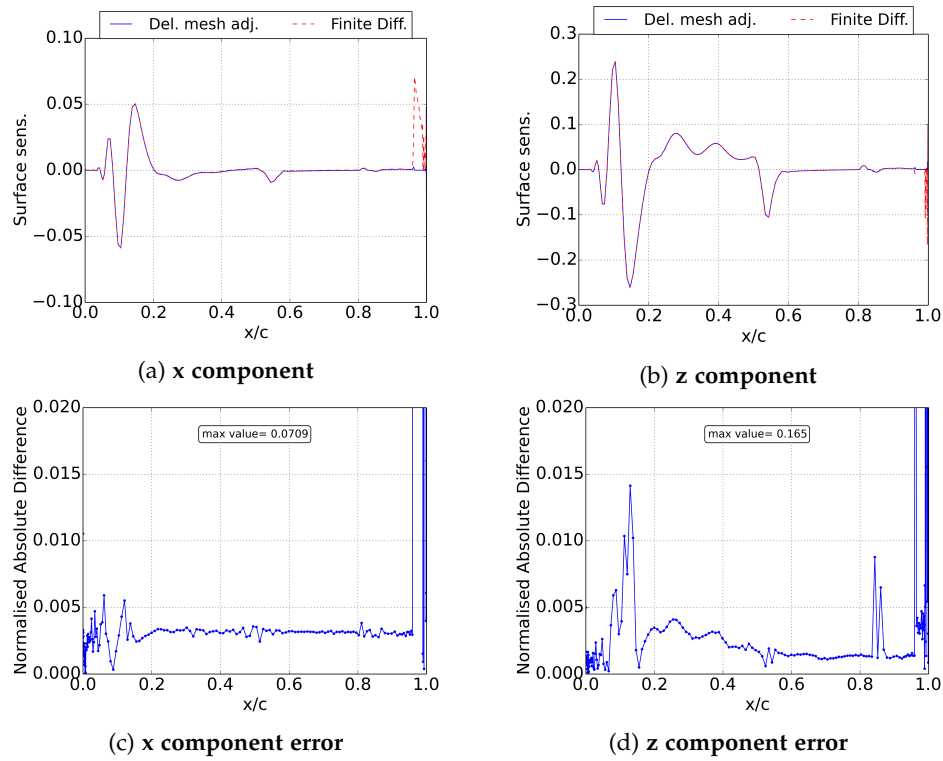 Del. mesh adj. Finite Diff.
0.10
0.05
0.00
−0.05
−0.10
Surface sens.
0.0 0.2 0.4 0.6 0.8 1.0
x/c
(a) x component
Del. mesh adj. Finite Diff.
0.3
0.2
0.1
0.0
−0.1
−0.2
−0.3
Surface sens.
0.0 0.2 0.4 0.6 0.8 1.0
x/c
(b) z component
0.020
0.015
0.010
0.005
0.000
Normalised Absolute Difference
max value= 0.0709
0.0 0.2 0.4 0.6 0.8 1.0
x/c
(c) x component error
0.020
0.015
0.010
0.005
0.000
Normalised Absolute Difference
max value= 0.165
0.0 0.2 0.4 0.6 0.8 1.0
x/c
(d) z component error